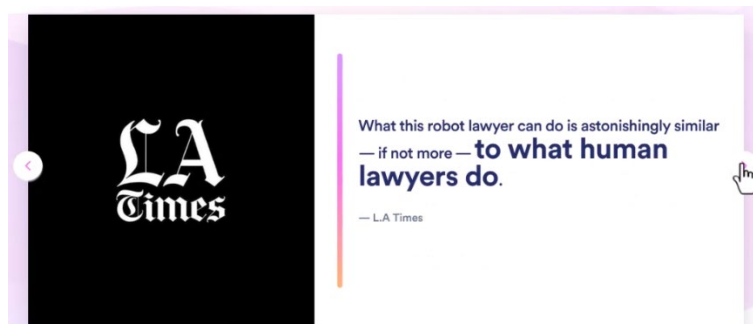 LA
Times
What this robot lawyer can do is astonishingly similar
— if not more — to what human
lawyers do.
— L.A Times